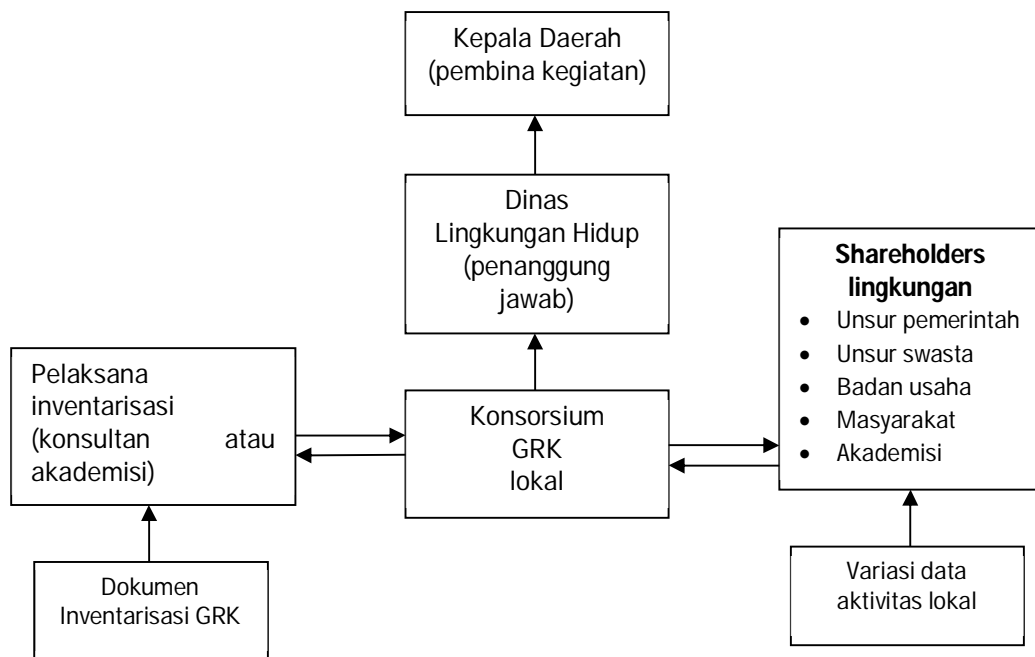 Kepala Daerah
(pembina kegiatan)
Dinas
Lingkungan Hidup
(penanggung
jawab)
Shareholders
lingkungan
• Unsur pemerintah
• Unsur swasta
• Badan usaha
• Masyarakat
• Akademisi
Pelaksana
inventarisasi
(konsultan atau
akademisi)
Konsorsium
GRK
lokal
Dokumen
Inventarisasi GRK
Variasi data
aktivitas lokal